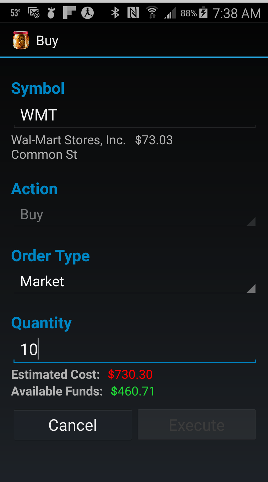 53° 88% 7:38 AM
Buy
Symbol
WMT
Wal-Mart Stores, Inc. $73.03
Common St
Action
Buy
Order Type
Market
Quantity
10
Estimated Cost: $730.30
Available Funds: $460.71
Cancel Execute